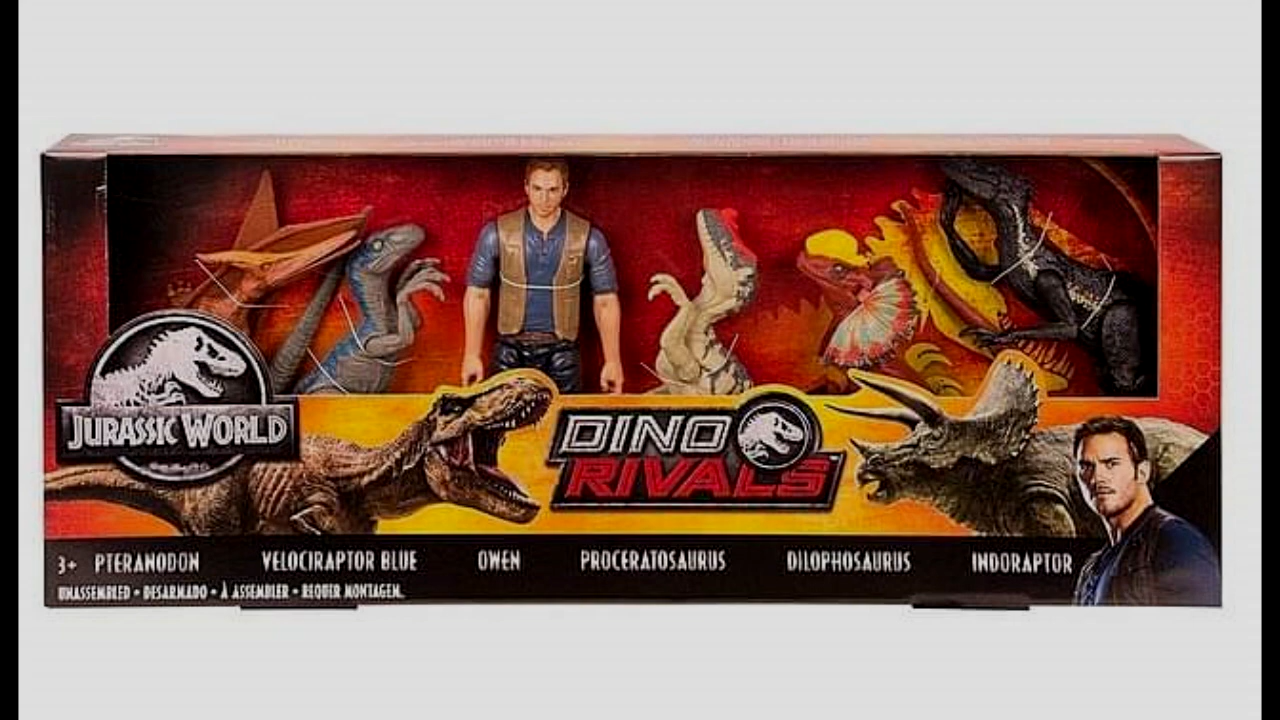 JURASSIC WORLD
DINO
RIVALS
3+ PTERANODON VELOCIRAPTOR BLUE OWEN PROCERATOSAURUS DILOPHOSAURUS INDORAPTOR
UNASSEMBLED • DESARMADO • À ASSEMBLER • REQUER MONTAGEM.